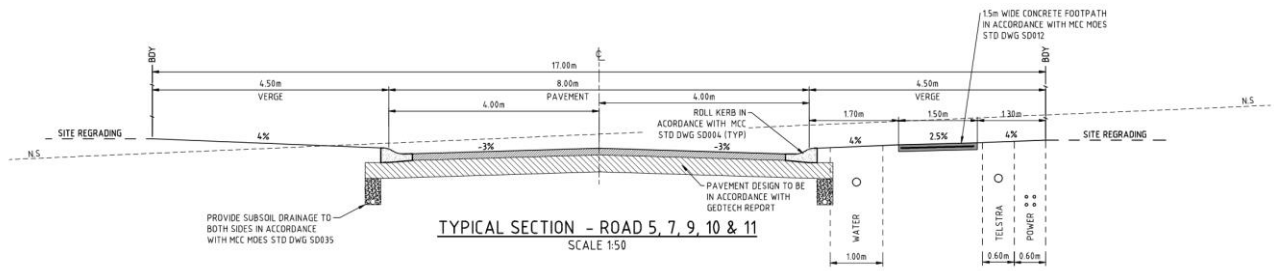 1.5m WIDE CONCRETE FOOTPATH
IN ACCORDANCE WITH MCC MOES
STD DWG SD012
BDY
℄
BDY
17.00m
4.50m
8.00m
4.50m
VERGE
PAVEMENT
VERGE
4.00m
4.00m
ROLL KERB IN
ACORDANCE WITH MCC
STD DWG SD004 (TYP)
1.70m
1.50m
1.30m
N.S
SITE REGRADING
4%
-3%
-3%
4%
2.5%
4%
SITE REGRADING
N.S
PROVIDE SUBSOIL DRAINAGE TO
BOTH SIDES IN ACCORDANCE
WITH MCC MOES STD DWG SD035
PAVEMENT DESIGN TO BE
IN ACCORDANCE WITH
GEOTECH REPORT
WATER
TELSTRA
POWER
TYPICAL SECTION - ROAD 5, 7, 9, 10 & 11
SCALE 1:50
1.00m
0.60m
0.60m